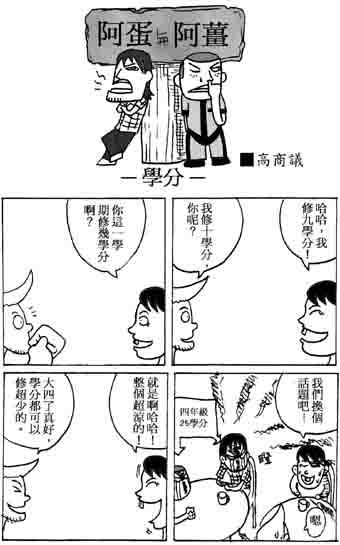 阿蛋與阿薑
－學分－
■高商議
你這一學
期修幾學分
啊？
我修十學分，
你呢？
哈哈，我
修九學分！
大四了真好，
學分都可以
修超少的。
就是啊哈哈！
整個超涼的！
四年級
25學分
我們換個
話題吧…
嗯